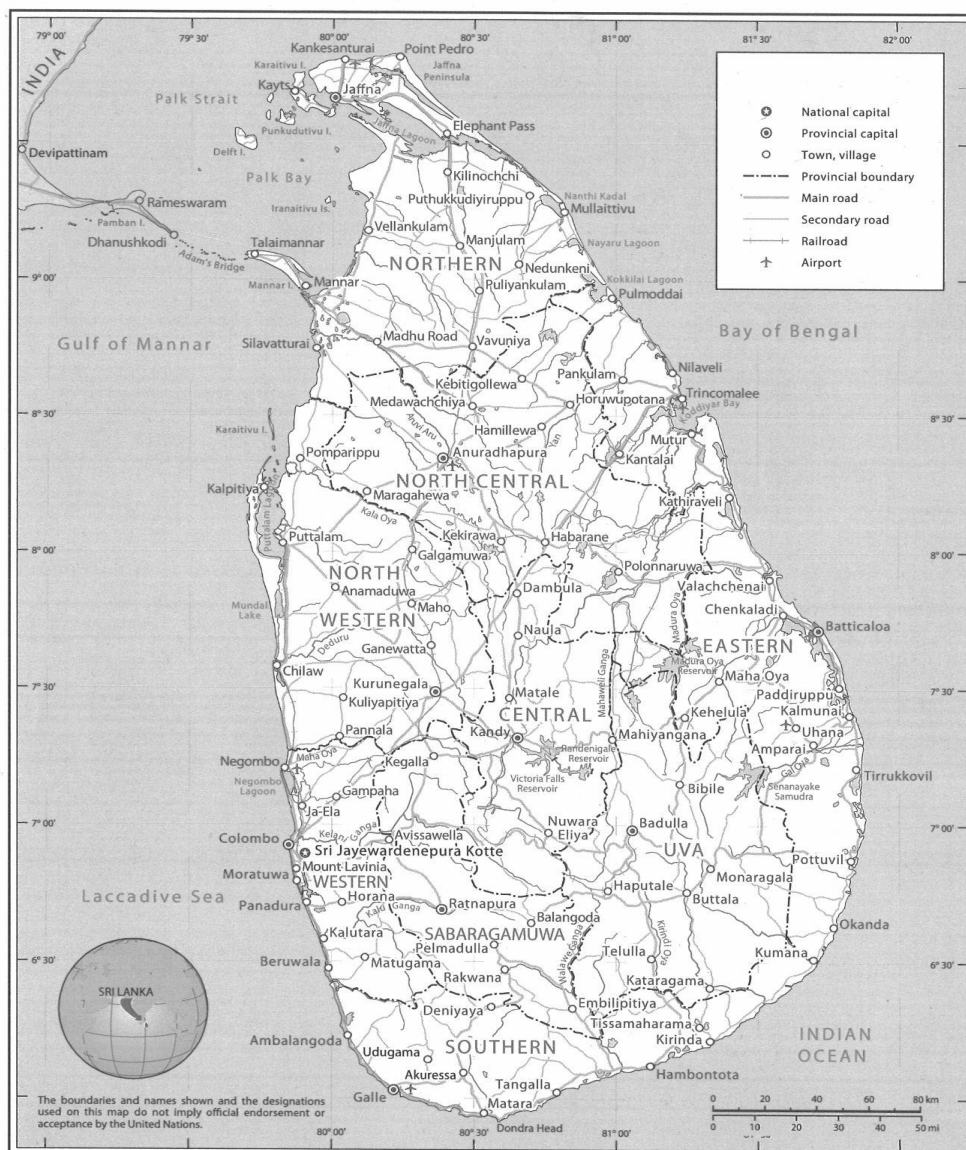 79° 00'
79° 30'
80° 00'
80° 30'
81° 00'
81° 30'
82° 00'
INDIA
Kankesanturai
Point Pedro
Karaitivu I.
Jaffna
Peninsula
Kayts
Jaffna
Palk Strait
Punkudutivu I.
Jaffna Lagoon
Elephant Pass
Delft I.
Devipattinam
Palk Bay
Kilinochchi
Rameswaram
Iranaitivu Is.
Puthukkudiyiruppu
Nanthi Kadal
Mullaittivu
Pamban I.
Dhanushkodi
Vellankulam
Talaimannar
Manjulam
Nayaru Lagoon
Adam's Bridge
NORTHERN
Nedunkeni
9° 00'
Mannar I.
Mannar
Puliyankulam
Kokkilai Lagoon
Pulmoddai
9° 00'
National capital
Provincial capital
Town, village
Provincial boundary
Main road
Secondary road
Railroad
Airport
Gulf of Mannar
Silavatturai
Madhu Road
Vavuniya
Bay of Bengal
Kebitigollewa
Pankulam
Nilaveli
Medawachchiya
Horuwupotana
Trincomalee
8° 30'
Koddiyar Bay
8° 30'
Karaitivu I.
Aruvi Aru
Hamillewa
Yan
Mutur
Pomparippu
Anuradhapura
Kantalai
Kalpitiya
NORTH CENTRAL
Maragahewa
Kathiraveli
Puttalam Lagoon
Kala Oya
Puttalam
Kekirawa
Habarane
8° 00'
Galgamuwa
8° 00'
NORTH
Polonnaruwa
Anamaduwa
Dambula
Valachchenai
Mundal
Lake
Maho
Madura Oya
Chenkaladi
WESTERN
Naula
Batticaloa
Deduru
Ganewatta
EASTERN
Chilaw
Mahaweli Ganga
Madura Oya
Reservoir
Maha Oya
7° 30'
Kurunegala
Matale
Paddiruppu
7° 30'
Kuliyapitiya
CENTRAL
Kehelula
Kalmunai
Pannala
Kandy
Mahiyangana
Uhana
Maha Oya
Randenigale
Reservoir
Amparai
Negombo
Kegalla
Gal Oya
Tirrukkovil
Negombo
Lagoon
Gampaha
Victoria Falls
Reservoir
Bibile
Senanayake
Samudra
Ja-Ela
7° 00'
Nuwara
Eliya
Badulla
7° 00'
Colombo
Kelani Ganga
Avissawella
Sri Jayewardenepura Kotte
UVA
Pottuvil
Mount Lavinia
Moratuwa
WESTERN
Haputale
Monaragala
Laccadive Sea
Panadura
Horana
Kalu Ganga
Ratnapura
Buttala
Balangoda
Okanda
Kalutara
SABARAGAMUWA
Kirindi Oya
Pelmadulla
Walawe Ganga
Telulla
Kumana
6° 30'
Beruwala
Matugama
Rakwana
Kataragama
6° 30'
SRI LANKA
Deniyaya
Embilipitiya
Tissamaharama
Ambalangoda
SOUTHERN
Kirinda
INDIAN
OCEAN
Udugama
Akuressa
Hambontota
Galle
Tangalla
Matara
Dondra Head
The boundaries and names shown and the designations
used on this map do not imply official endorsement or
acceptance by the United Nations.
0 20 40 60 80 km
0 10 20 30 40 50 mi
80° 00'
80° 30'
81° 00'